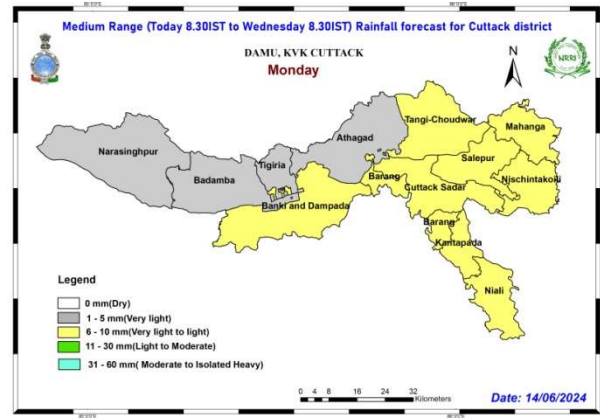 Medium Range (Today 8.30IST to Wednesday 8.30IST) Rainfall forecast for Cuttack district
DAMU, KVK CUTTACK
Monday
N
NRRI
Tangi-Choudwar
Mahanga
Athagad
Narasinghpur
Salepur
Tigiria
Badamba
Barang
Nischintakoili
Cuttack Sadar
Banki and Dampada
Barang
Kantapada
Niali
Legend
0 mm(Dry)
1 - 5 mm(Very light)
6 - 10 mm(Very light to light)
11 - 30 mm(Light to Moderate)
31 - 60 mm( Moderate to Isolated Heavy)
0 4 8 16 24 32
Kilometers
Date: 14/06/2024